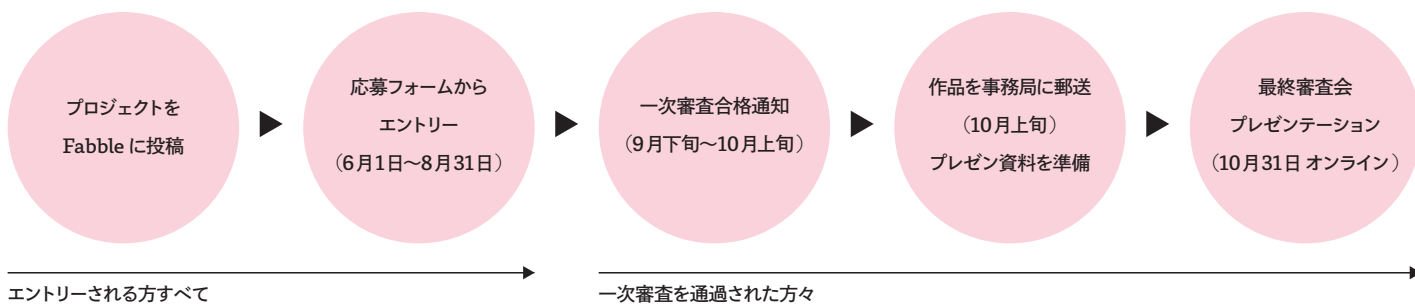 プロジェクトを
Fabble に投稿
応募フォームから
エントリー
（6月1日〜8月31日）
一次審査合格通知
（9月下旬〜10月上旬）
作品を事務局に郵送
（10月上旬）
プレゼン資料を準備
最終審査会
プレゼンテーション
（10月31日 オンライン）
エントリーされる方すべて
一次審査を通過された方々